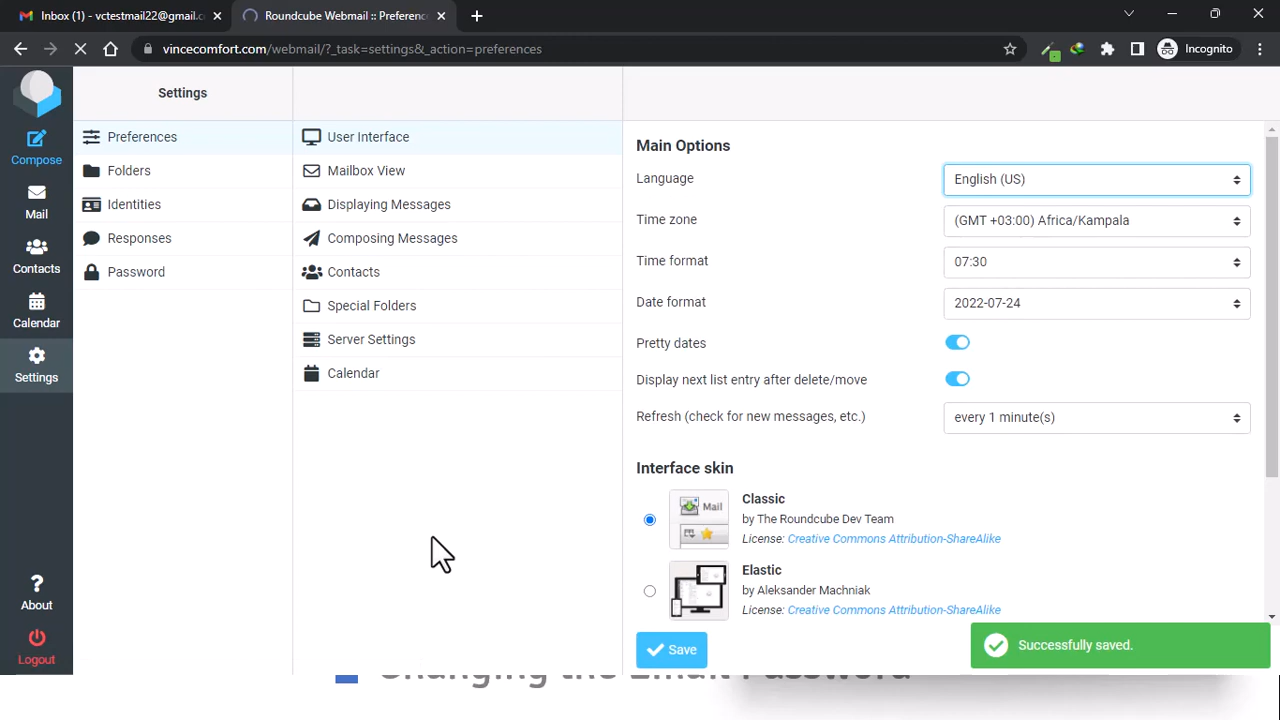 Inbox (1) - vctestmail22@gmail.c
Roundcube Webmail :: Preferenc
vincecomfort.com/webmail/?_task=settings&_action=preferences
Incognito
Settings
Compose
Mail
Contacts
Calendar
Settings
About
Logout
Preferences
Folders
Identities
Responses
Password
User Interface
Mailbox View
Displaying Messages
Composing Messages
Contacts
Special Folders
Server Settings
Calendar
Main Options
Language English (US)
Time zone (GMT +03:00) Africa/Kampala
Time format 07:30
Date format 2022-07-24
Pretty dates
Display next list entry after delete/move
Refresh (check for new messages, etc.) every 1 minute(s)
Interface skin
Mail
Classic
by The Roundcube Dev Team
License: Creative Commons Attribution-ShareAlike
Elastic
by Aleksander Machniak
License: Creative Commons Attribution-ShareAlike
Save
Successfully saved.
Changing the Email Password